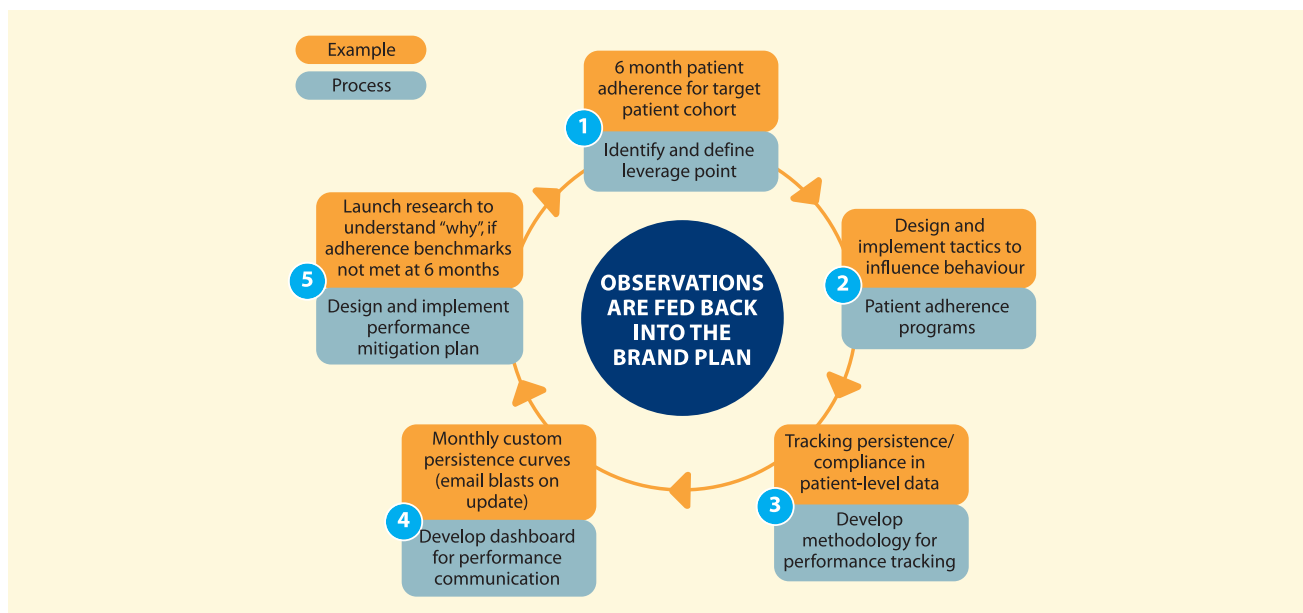 Example
Process
1
6 month patient
adherence for target
patient cohort
Identify and define
leverage point
2
Design and
implement tactics to
influence behaviour
Patient adherence
programs
3
Tracking persistence/
compliance in
patient-level data
Develop
methodology for
performance tracking
4
Monthly custom
persistence curves
(email blasts on
update)
Develop dashboard
for performance
communication
5
Launch research to
understand “why”, if
adherence benchmarks
not met at 6 months
Design and implement
performance
mitigation plan
OBSERVATIONS
ARE FED BACK
INTO THE
BRAND PLAN